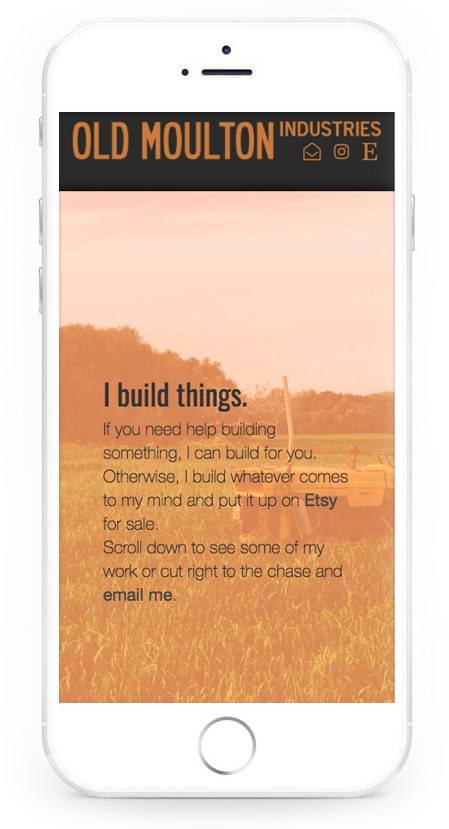 OLD MOULTON INDUSTRIES
E
I build things.
If you need help building
something, I can build for you.
Otherwise, I build whatever comes
to my mind and put it up on Etsy
for sale.
Scroll down to see some of my
work or cut right to the chase and
email me.